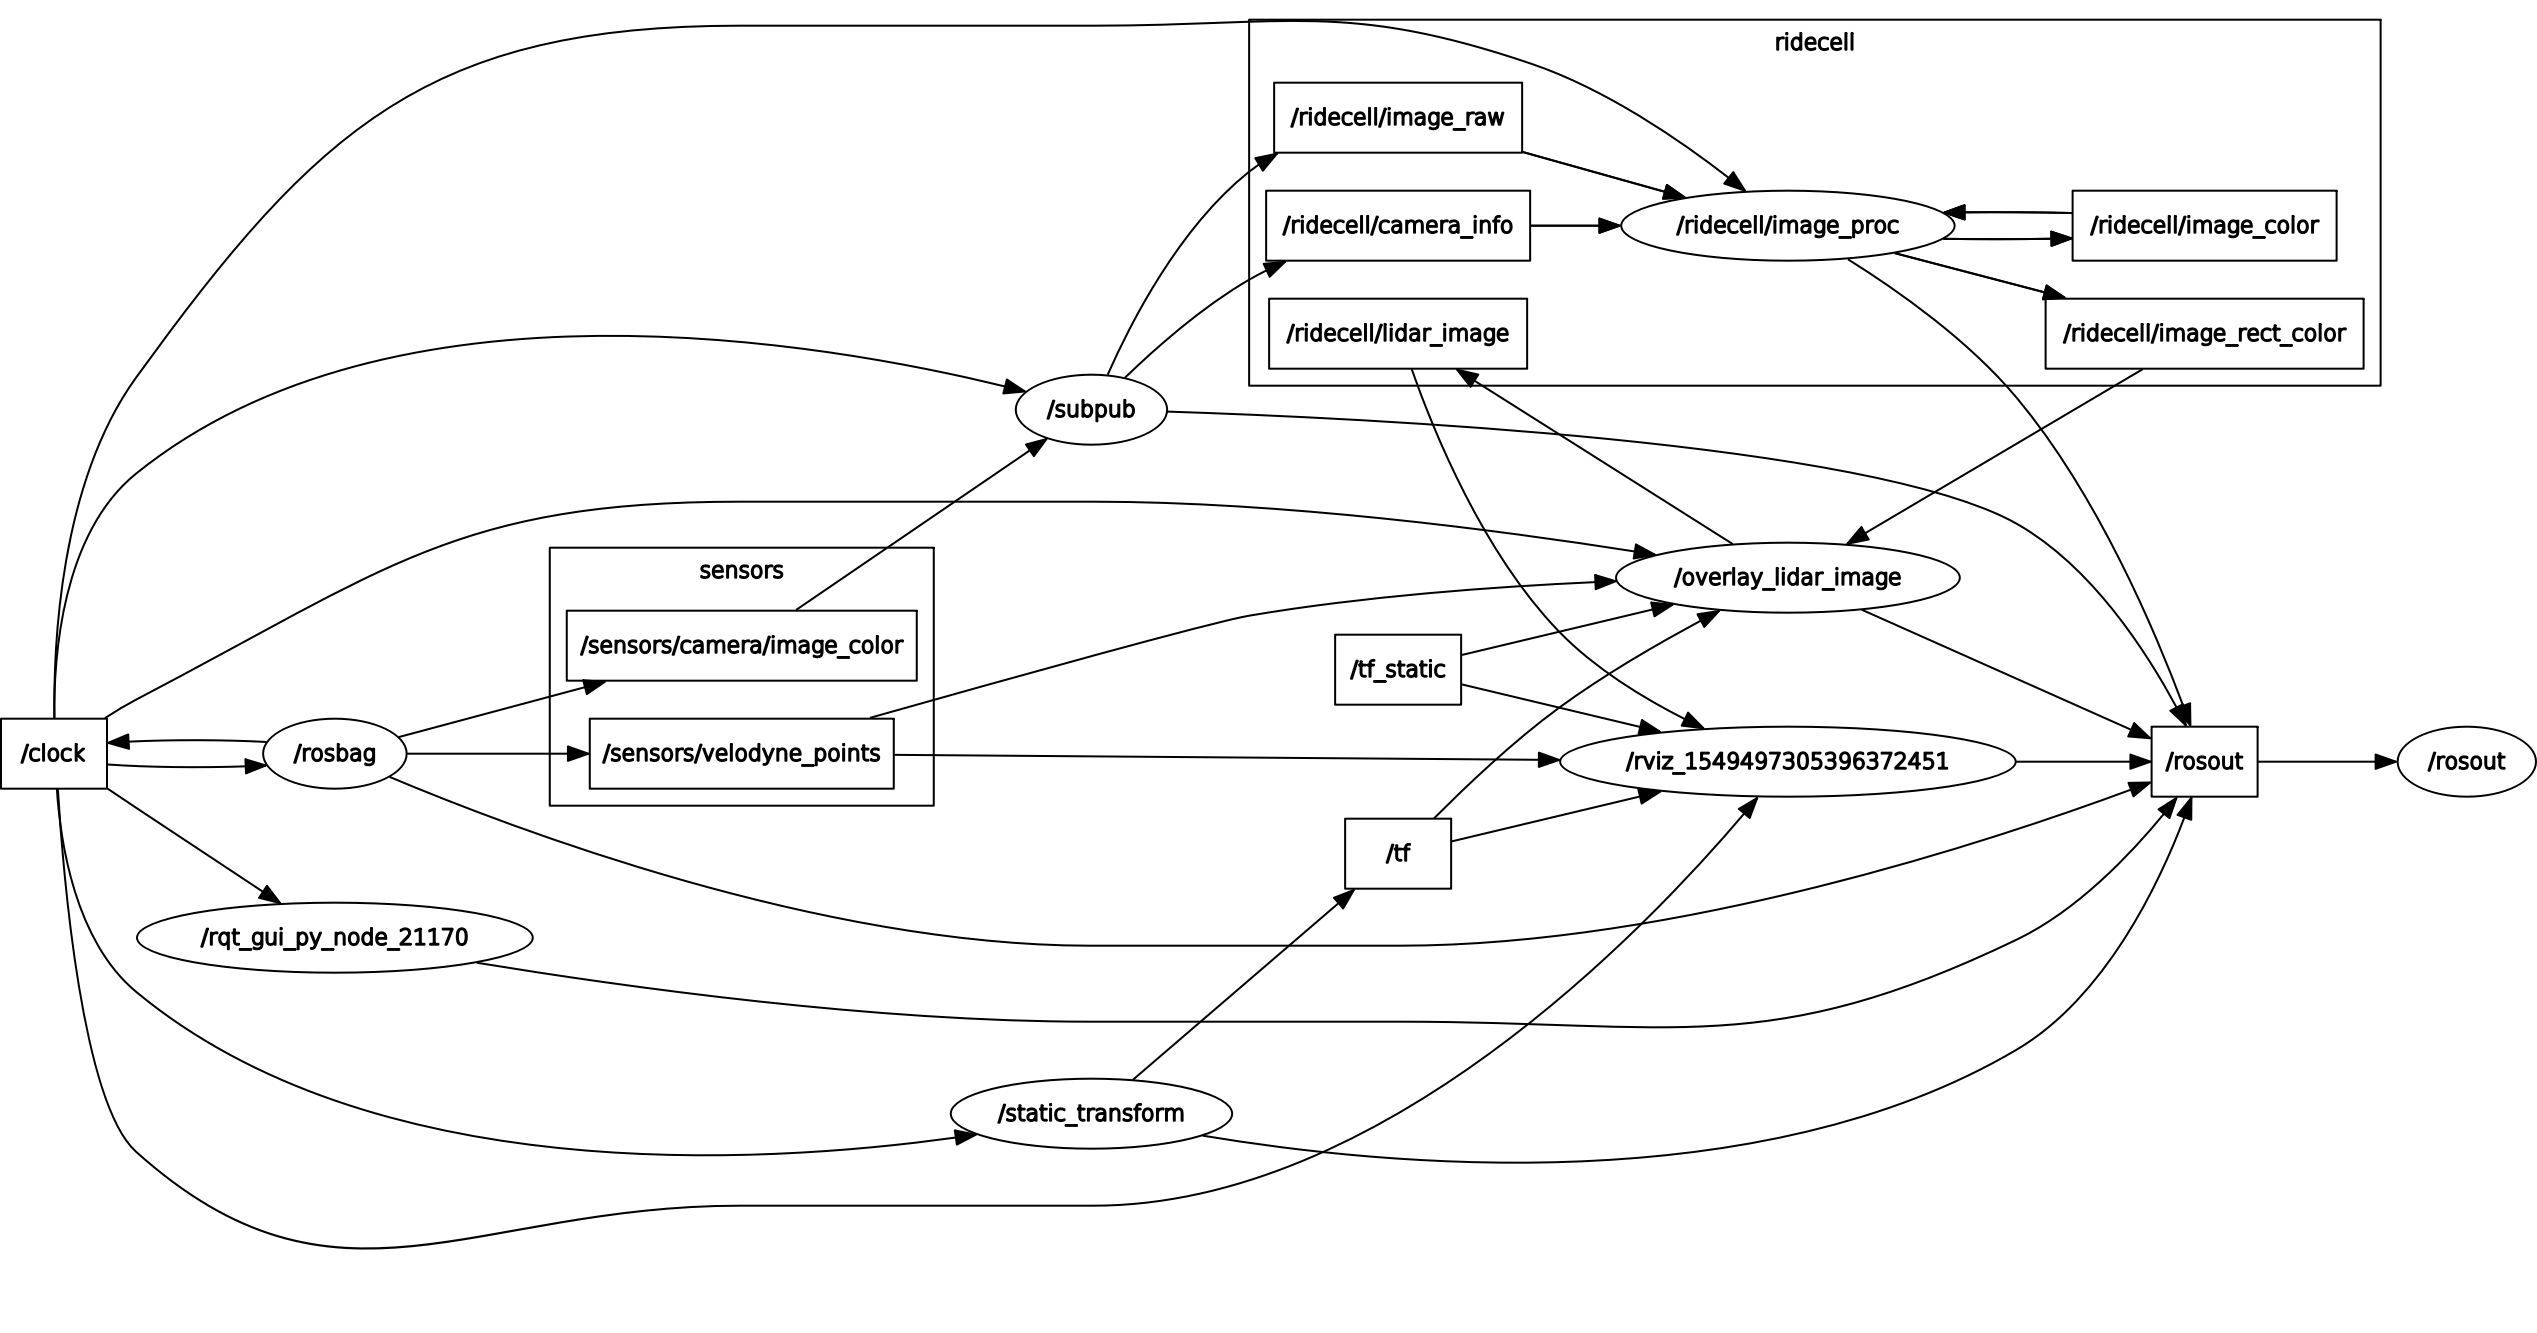 ridecell
/ridecell/image_raw
/ridecell/camera_info
/ridecell/image_proc
/ridecell/image_color
/ridecell/lidar_image
/ridecell/image_rect_color
/subpub
sensors
/overlay_lidar_image
/sensors/camera/image_color
/tf_static
/clock
/rosbag
/sensors/velodyne_points
/rviz_1549497305396372451
/rosout
/rosout
/tf
/rqt_gui_py_node_21170
/static_transform